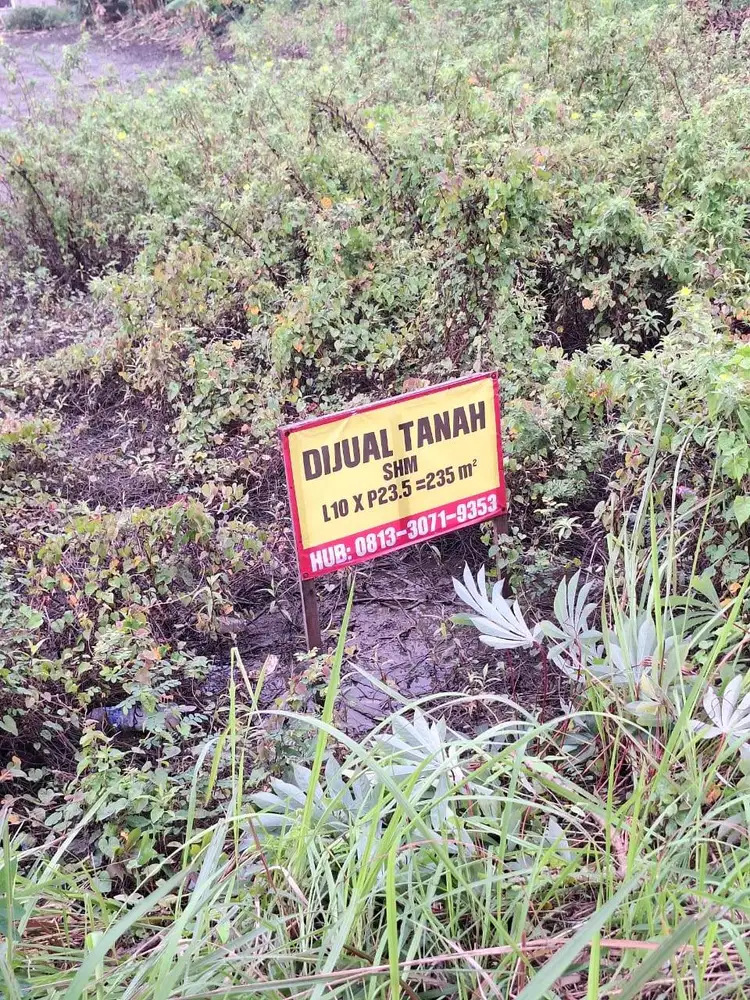 DIJUAL TANAH
SHM
L10 X P23.5 =235 m²
HUB: 0813-3071-9353